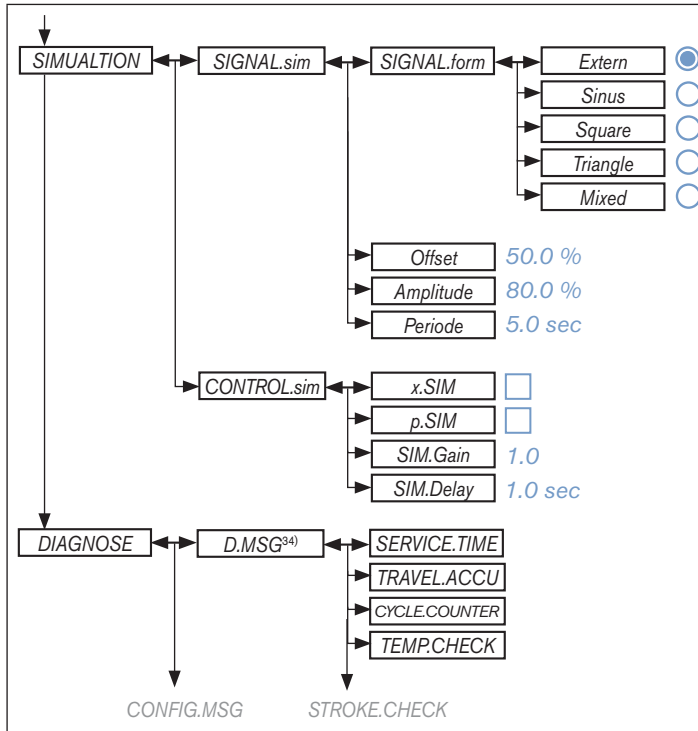 SIMUALTION SIGNAL.sim SIGNAL.form Extern
Sinus
Square
Triangle
Mixed
Offset 50.0 %
Amplitude 80.0 %
Periode 5.0 sec
CONTROL.sim x.SIM
p.SIM
SIM.Gain 1.0
SIM.Delay 1.0 sec
DIAGNOSE D.MSG34) SERVICE.TIME
TRAVEL.ACCU
CYCLE.COUNTER
TEMP.CHECK
CONFIG.MSG STROKE.CHECK